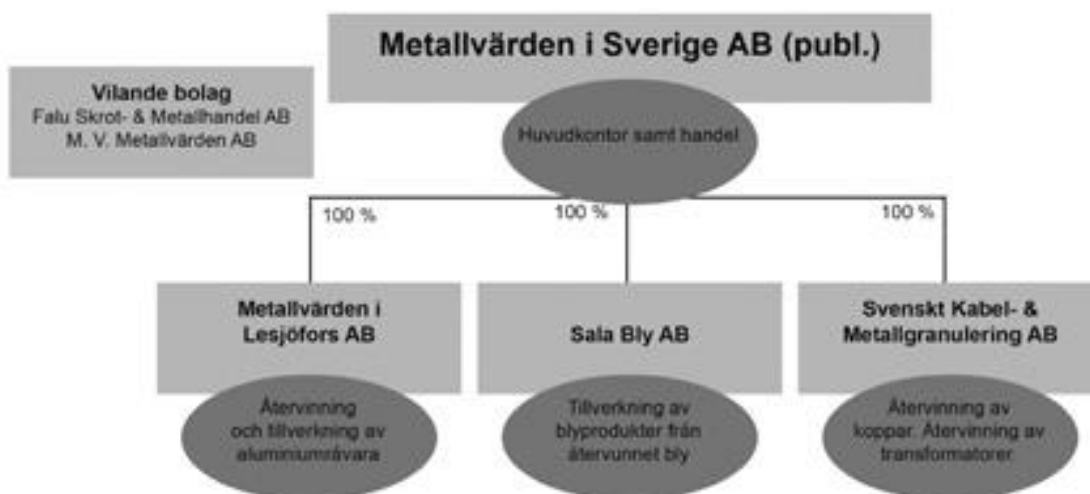 Metallvärden i Sverige AB (publ.)
Vilande bolag
Falu Skrot- & Metallhandel AB
M. V. Metallvärden AB
Huvudkontor samt handel
100 %
100 %
100 %
Metallvärden i
Lesjöfors AB
Sala Bly AB
Svenskt Kabel- &
Metallgranulering AB
Återvinning
och tillverkning av
aluminiumråvara
Tillverkning av
blyprodukter från
återvunnet bly
Återvinning av
koppar. Återvinning av
transformatorer